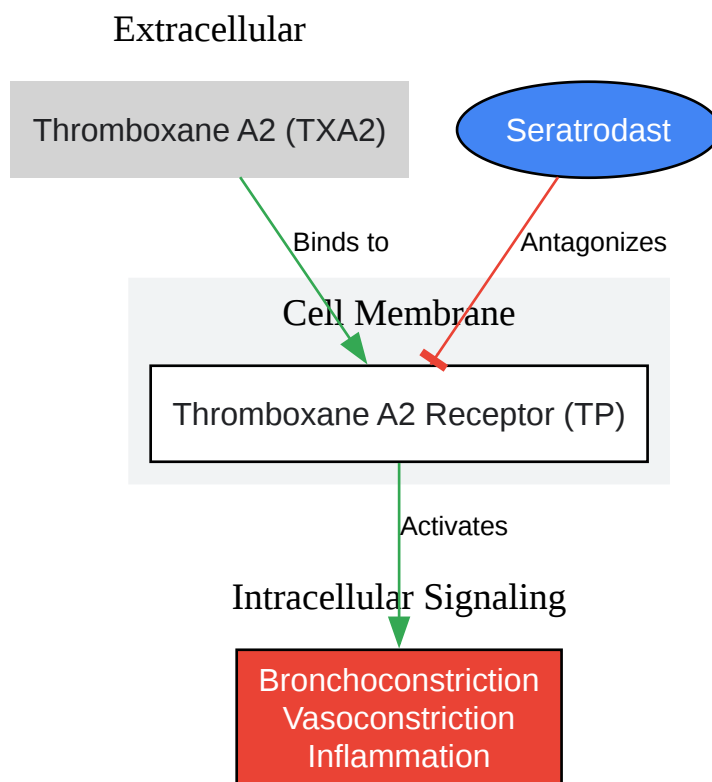 Extracellular
Thromboxane A2 (TXA2)
Seratrodast
Binds to
Antagonizes
Cell Membrane
Thromboxane A2 Receptor (TP)
Activates
Intracellular Signaling
Bronchoconstriction
Vasoconstriction
Inflammation